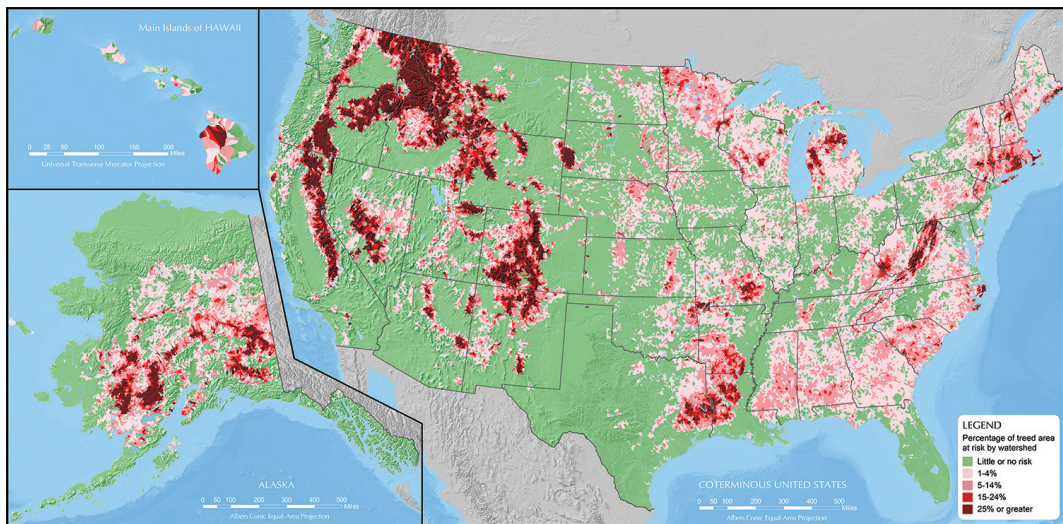 Main Islands of HAWAII
0 25 50 100 150 200
Miles
Universal Transverse Mercator Projection
ALASKA
0 50 100 200 300 400 500
Miles
Albers Conic Equal-Area Projection
COTERMINOUS UNITED STATES
0 50 100 200 300 400 500
Miles
Albers Conic Equal-Area Projection
LEGEND
Percentage of treed area
at risk by watershed
Little or no risk
1-4%
5-14%
15-24%
25% or greater